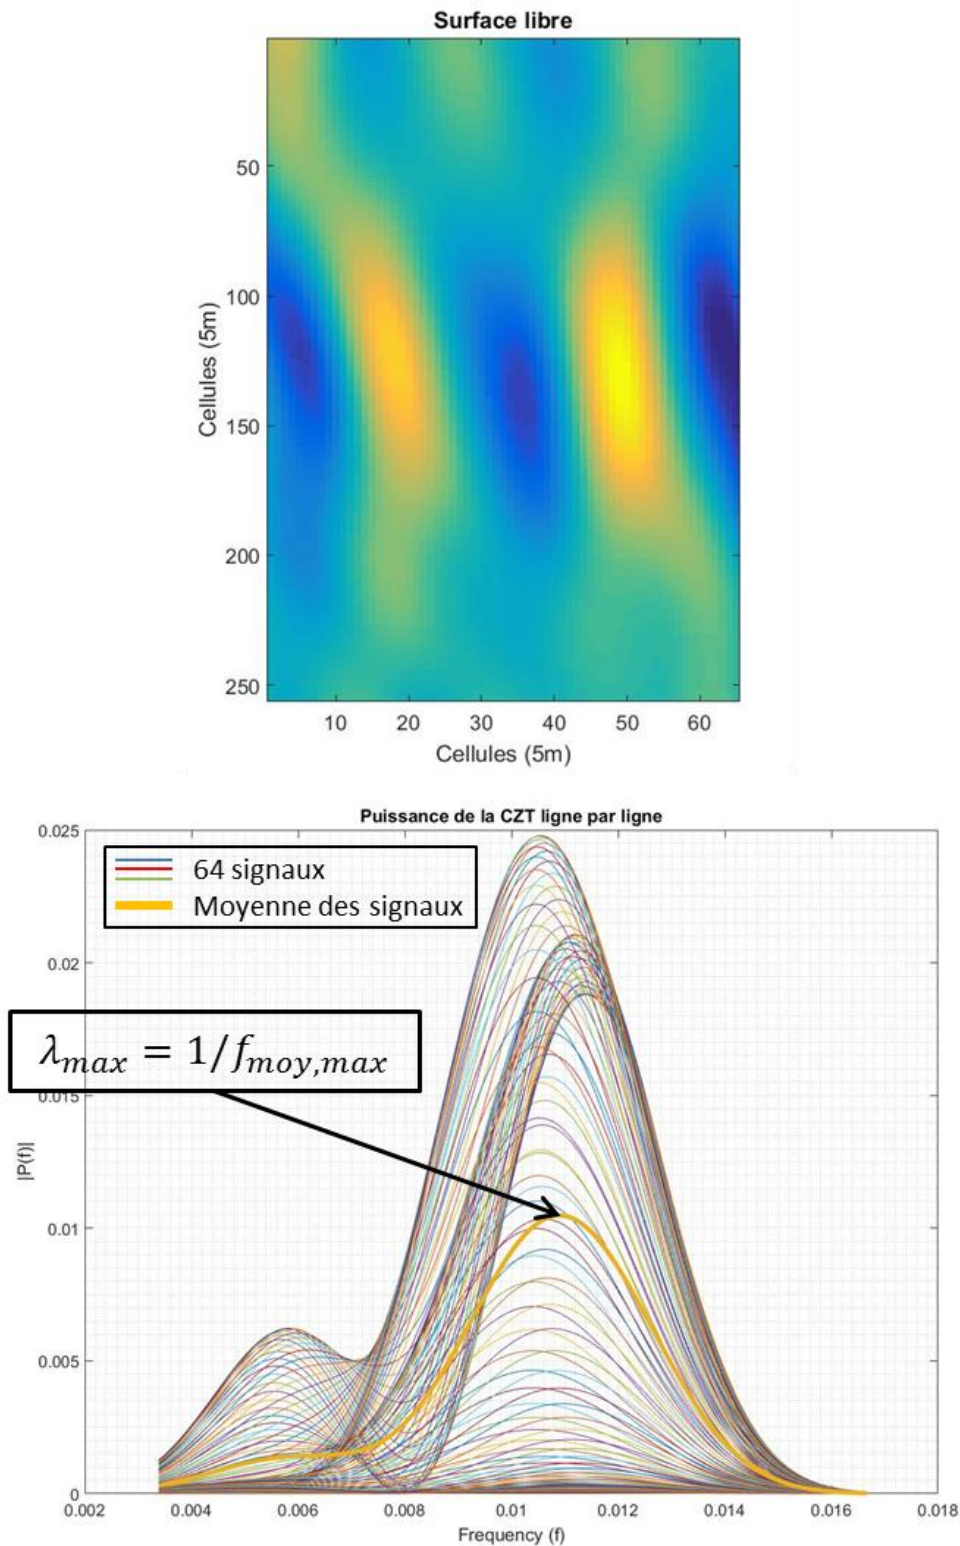 Surface libre
50
100
150
200
250
Cellules (5m)
10 20 30 40 50 60
Cellules (5m)
Puissance de la CZT ligne par ligne
0.025
0.02
0.015
0.01
0.005
0
|P(f)|
64 signaux
Moyenne des signaux
λmax = 1/fmoy,max
0.002 0.004 0.006 0.008 0.01 0.012 0.014 0.016 0.018
Frequency (f)